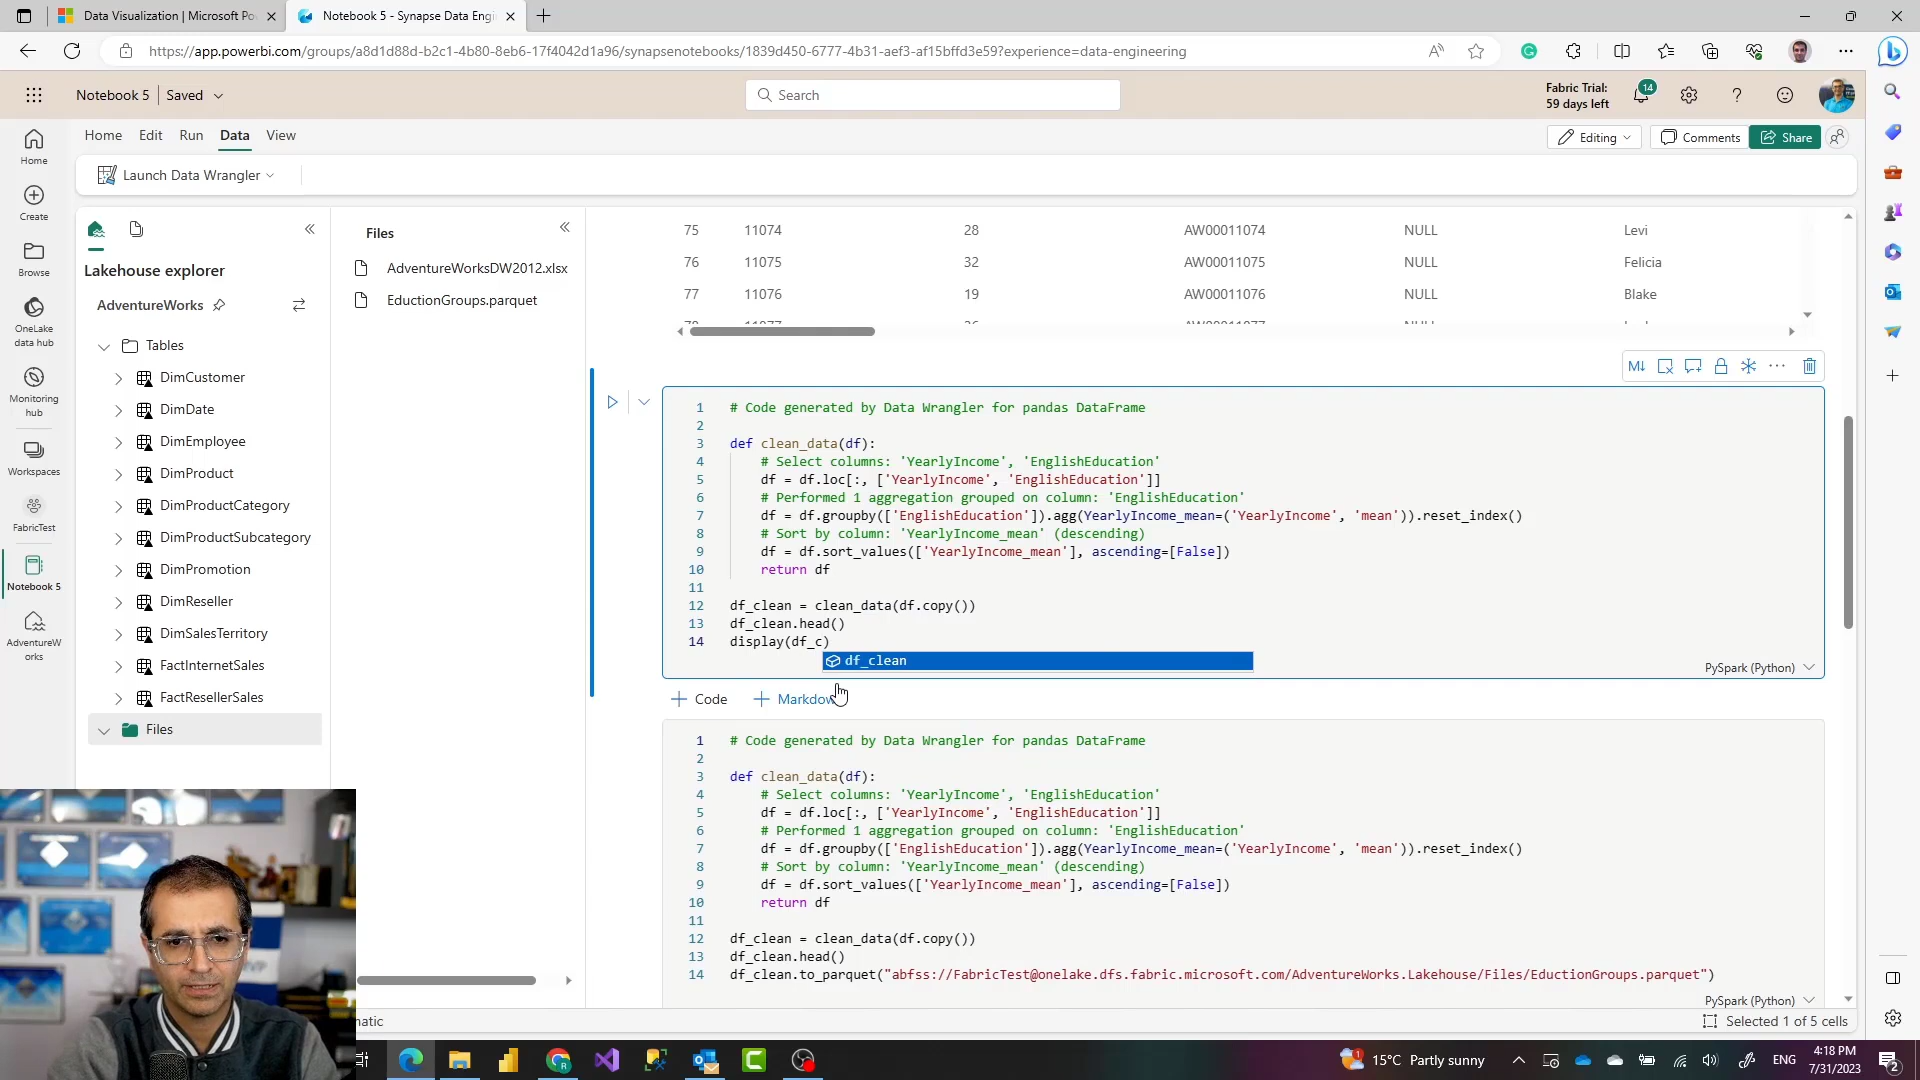 Data Visualization | Microsoft Po
Notebook 5 - Synapse Data Engi
https://app.powerbi.com/groups/a8d1d88d-b2c1-4b80-8eb6-17f4042d1a96/synapsenotebooks/1839d450-6777-4b31-aef3-af15bffd3e59?experience=data-engineering
Notebook 5
Saved
Search
Fabric Trial:
59 days left
14
Home
Edit
Run
Data
View
Editing
Comments
Share
Launch Data Wrangler
Home
Create
Browse
OneLake
data hub
Monitoring
hub
Workspaces
FabricTest
Notebook 5
AdventureW
orks
Lakehouse explorer
AdventureWorks
Tables
DimCustomer
DimDate
DimEmployee
DimProduct
DimProductCategory
DimProductSubcategory
DimPromotion
DimReseller
DimSalesTerritory
FactInternetSales
FactResellerSales
Files
Files
AdventureWorksDW2012.xlsx
EductionGroups.parquet
75 11074 28 AW00011074 NULL Levi
76 11075 32 AW00011075 NULL Felicia
77 11076 19 AW00011076 NULL Blake
M↓
1 # Code generated by Data Wrangler for pandas DataFrame
2
3 def clean_data(df):
4 # Select columns: 'YearlyIncome', 'EnglishEducation'
5 df = df.loc[:, ['YearlyIncome', 'EnglishEducation']]
6 # Performed 1 aggregation grouped on column: 'EnglishEducation'
7 df = df.groupby(['EnglishEducation']).agg(YearlyIncome_mean=('YearlyIncome', 'mean')).reset_index()
8 # Sort by column: 'YearlyIncome_mean' (descending)
9 df = df.sort_values(['YearlyIncome_mean'], ascending=[False])
10 return df
11
12 df_clean = clean_data(df.copy())
13 df_clean.head()
14 display(df_c)
df_clean
PySpark (Python)
Code
Markdow
1 # Code generated by Data Wrangler for pandas DataFrame
2
3 def clean_data(df):
4 # Select columns: 'YearlyIncome', 'EnglishEducation'
5 df = df.loc[:, ['YearlyIncome', 'EnglishEducation']]
6 # Performed 1 aggregation grouped on column: 'EnglishEducation'
7 df = df.groupby(['EnglishEducation']).agg(YearlyIncome_mean=('YearlyIncome', 'mean')).reset_index()
8 # Sort by column: 'YearlyIncome_mean' (descending)
9 df = df.sort_values(['YearlyIncome_mean'], ascending=[False])
10 return df
11
12 df_clean = clean_data(df.copy())
13 df_clean.head()
14 df_clean.to_parquet("abfss://FabricTest@onelake.dfs.fabric.microsoft.com/AdventureWorks.Lakehouse/Files/EductionGroups.parquet")
PySpark (Python)
matic
Selected 1 of 5 cells
15°C Partly sunny
ENG
4:18 PM
7/31/2023
2